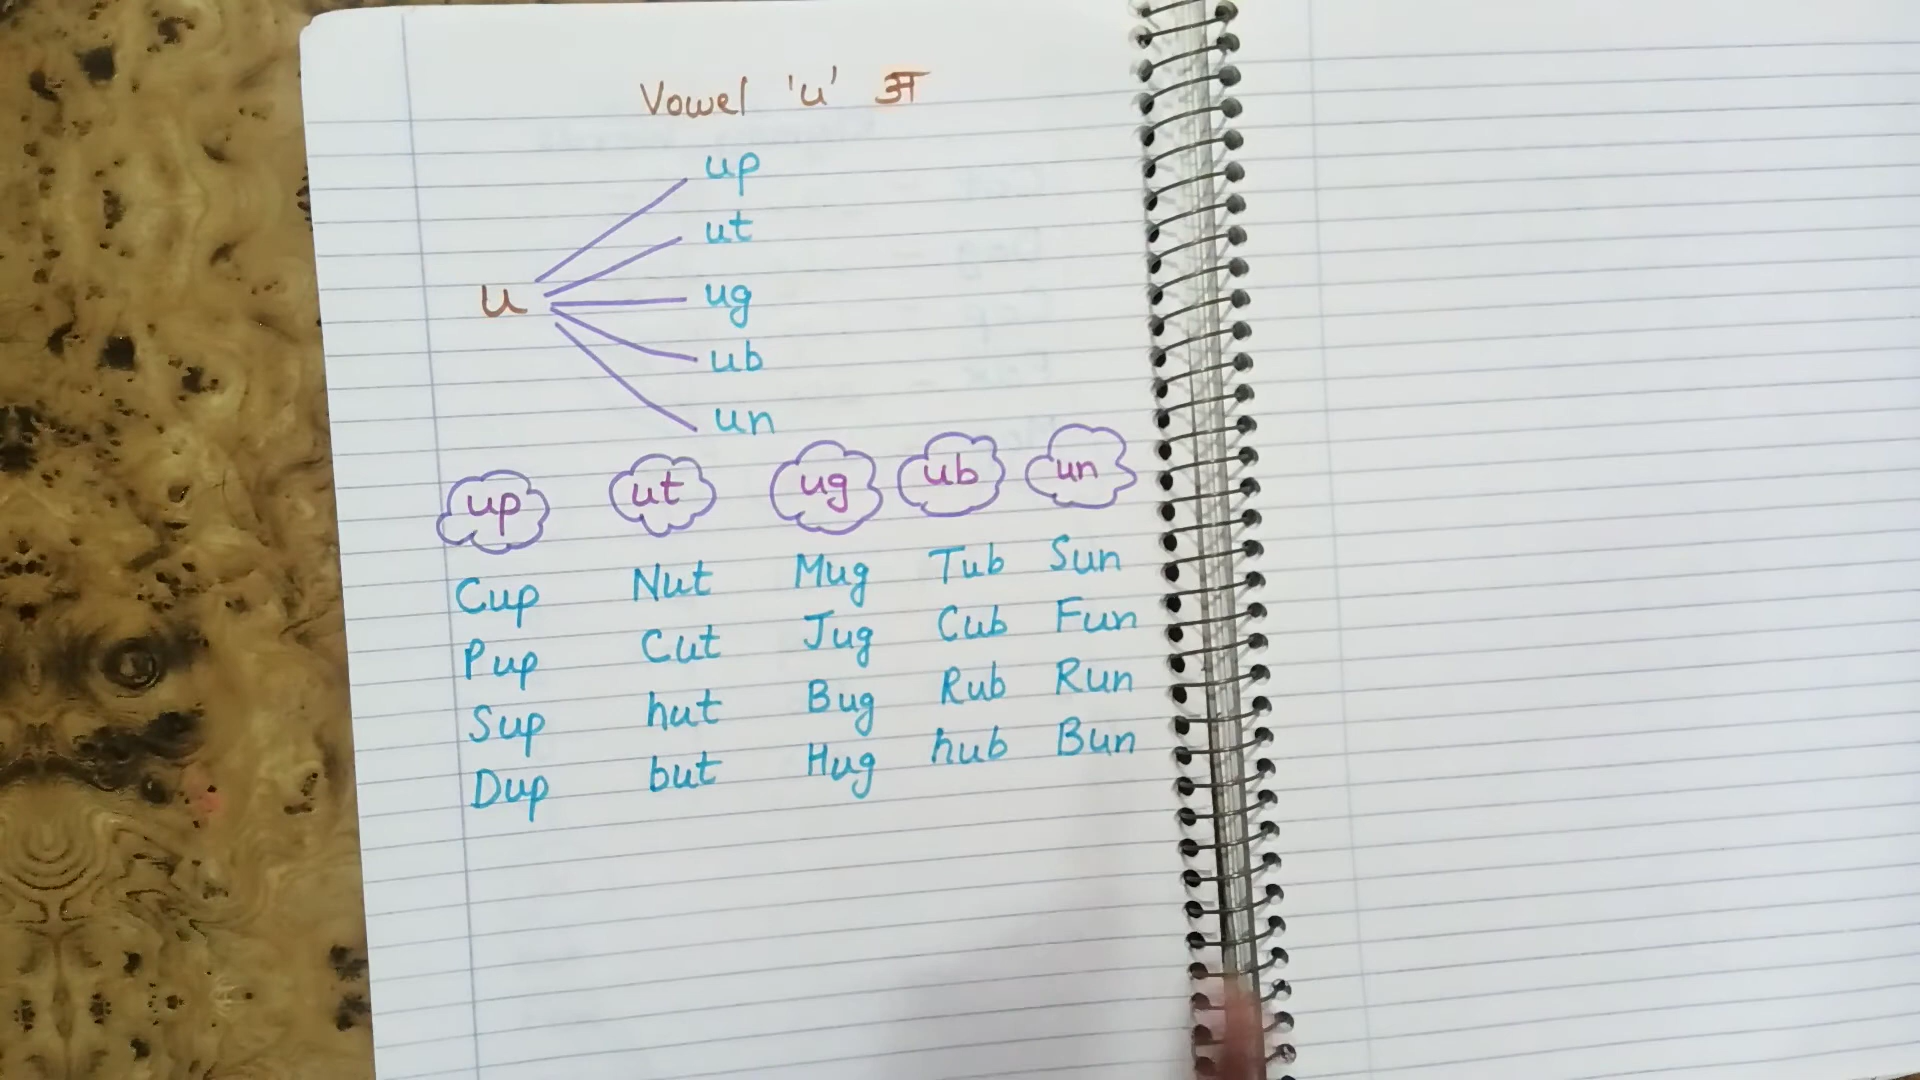 Vowel 'u' अ
up
ut
u
ug
ub
un
up ut ug ub un
Cup Nut Mug Tub Sun
Pup Cut Jug Cub Fun
Sup hut Bug Rub Run
Dup but Hug hub Bun